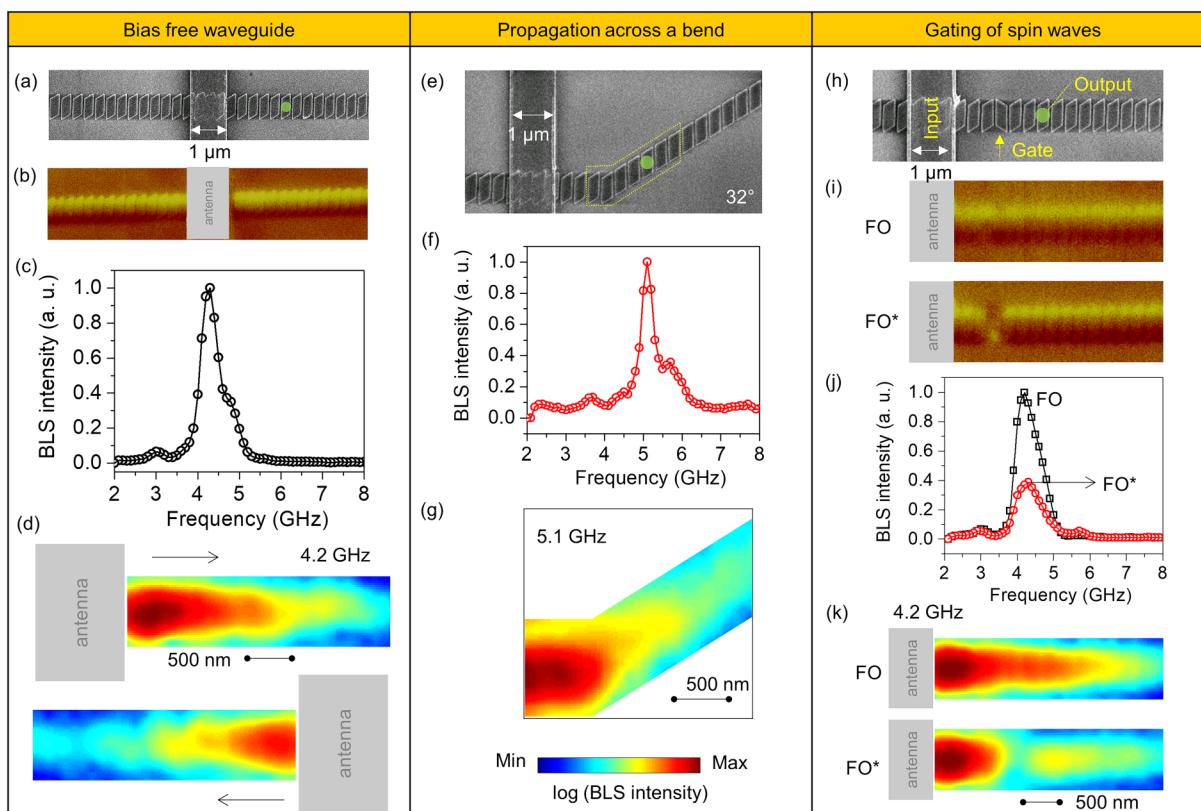 Bias free waveguide
Propagation across a bend
Gating of spin waves
(a)
1 μm
(b)
antenna
(c)
BLS intensity (a. u.)
1.0
0.8
0.6
0.4
0.2
0.0
2 3 4 5 6 7 8
Frequency (GHz)
(d)
4.2 GHz
antenna
500 nm
antenna
(e)
1 μm
32°
(f)
BLS intensity (a. u.)
1.0
0.8
0.6
0.4
0.2
0.0
2 3 4 5 6 7 8
Frequency (GHz)
(g)
5.1 GHz
500 nm
Min Max
log (BLS intensity)
(h)
Output
Input
Gate
1 μm
(i)
FO
antenna
FO*
antenna
(j)
BLS intensity (a. u.)
1.0
0.8
0.6
0.4
0.2
0.0
FO
FO*
2 3 4 5 6 7 8
Frequency (GHz)
(k)
4.2 GHz
FO
antenna
FO*
antenna
500 nm